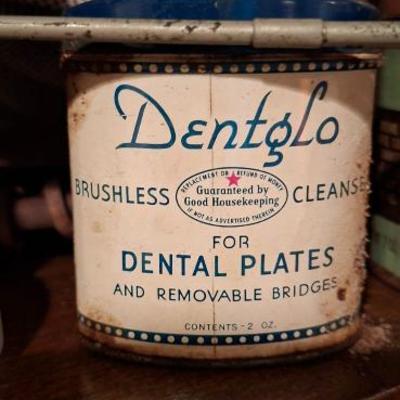 Dentglo
BRUSHLESS CLEANSE
REPLACEMENT OR REFUND OF MONEY
Guaranteed by
Good Housekeeping
IF NOT AS ADVERTISED THEREIN
FOR
DENTAL PLATES
AND REMOVABLE BRIDGES
CONTENTS - 2 OZ.